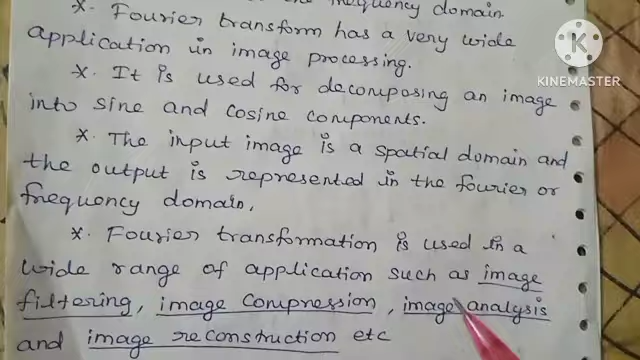 frequency domain.
*. Fourier transform has a very wide
application in image processing.
*. It is used for decomposing an image
into sine and cosine components.
*. The input image is a spatial domain and
the output is represented in the fourier or
frequency domain.
*. Fourier transformation is used in a
wide range of application such as image
filtering, image compression, image analysis
and image reconstruction etc
KINEMASTER